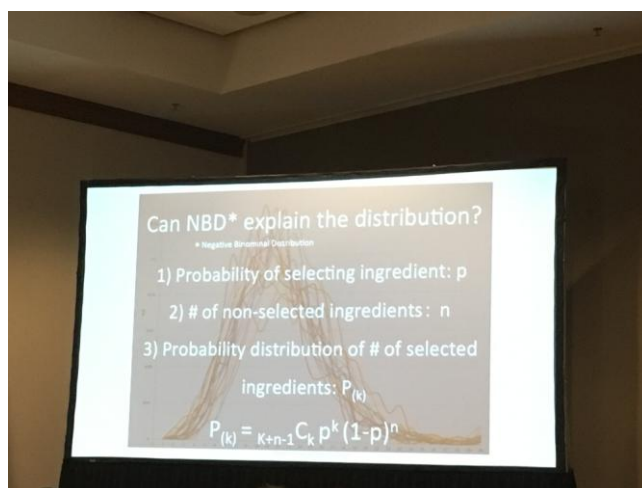 Can NBD* explain the distribution?
* Negative Binominal Distribution
1) Probability of selecting ingredient: p
2) # of non-selected ingredients : n
3) Probability distribution of # of selected
ingredients: P(k)
P(k) = K+n-1Ck pk (1-p)n